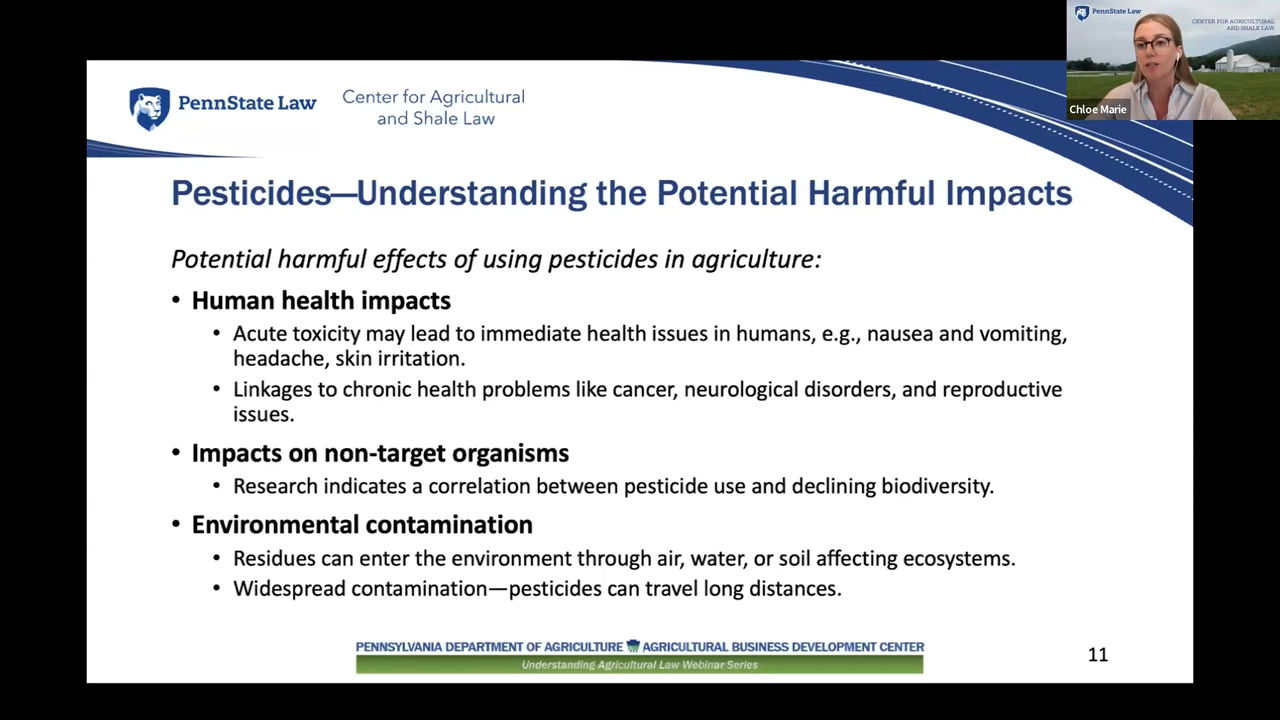 PennStateLaw
CENTER FOR AGRICULTURAL
AND SHALE LAW
Chloe Marie
PennStateLaw
Center for Agricultural
and Shale Law
Pesticides—Understanding the Potential Harmful Impacts
Potential harmful effects of using pesticides in agriculture:
• Human health impacts
• Acute toxicity may lead to immediate health issues in humans, e.g., nausea and vomiting,
headache, skin irritation.
• Linkages to chronic health problems like cancer, neurological disorders, and reproductive
issues.
• Impacts on non-target organisms
• Research indicates a correlation between pesticide use and declining biodiversity.
• Environmental contamination
• Residues can enter the environment through air, water, or soil affecting ecosystems.
• Widespread contamination—pesticides can travel long distances.
PENNSYLVANIA DEPARTMENT OF AGRICULTURE AGRICULTURAL BUSINESS DEVELOPMENT CENTER
Understanding Agricultural Law Webinar Series
11